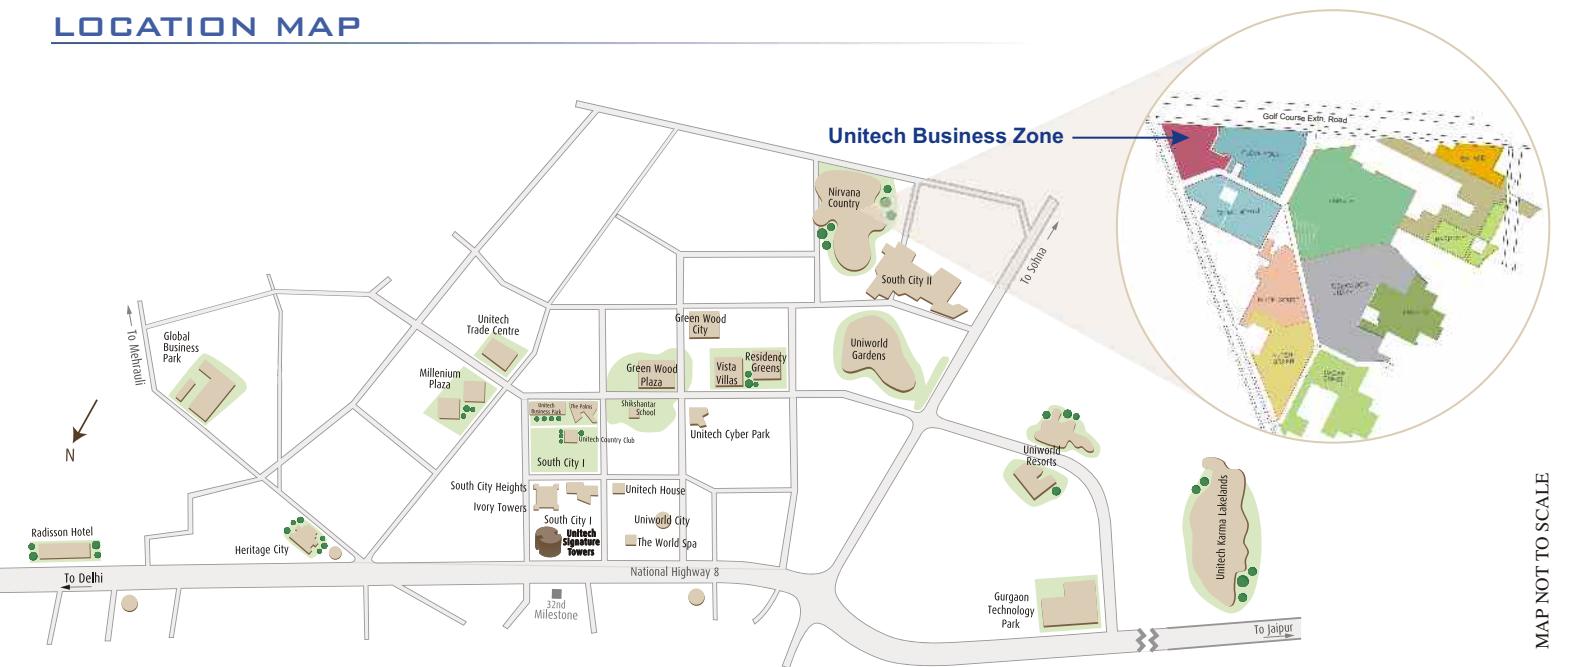 LOCATION MAP
Golf Course Extn. Road
Unitech Business Zone
Nirvana
Country
South City II
To Sohna
To Mehrauli
Global
Business
Park
Unitech
Trade Centre
Green Wood
City
Uniworld
Gardens
Millenium
Plaza
Green Wood
Plaza
Vista
Villas
Residency
Greens
Unitech
Business Park
The Palms
Shikshantar
School
Unitech Country Club
Unitech Cyber Park
South City I
N
Uniworld
Resorts
South City Heights
Unitech House
Ivory Towers
South City I
Uniworld City
Unitech
Signature
Towers
The World Spa
Radisson Hotel
Heritage City
To Delhi
National Highway 8
32nd
Milestone
Gurgaon
Technology
Park
Unitech Karma Lakelands
To Jaipur
MAP NOT TO SCALE